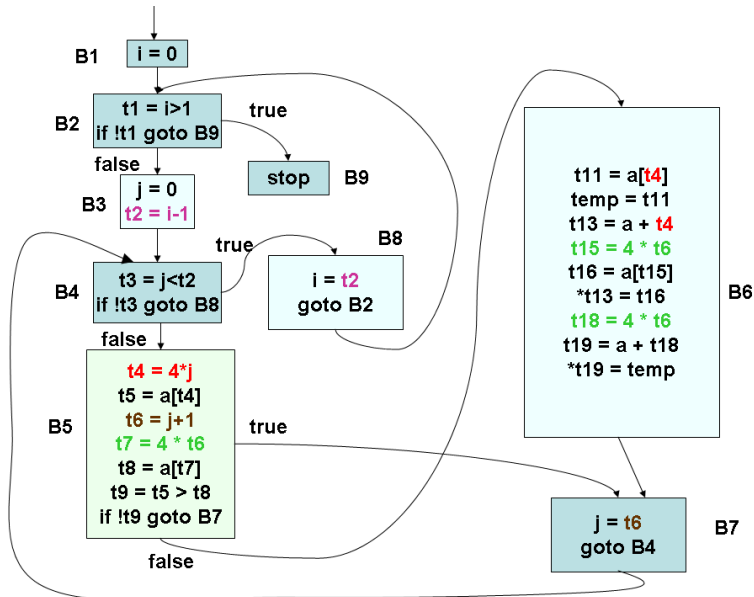 B1
i = 0
B2
t1 = i>1
if !t1 goto B9
true
false
stop
B9
B3
j = 0
t2 = i-1
B4
t3 = j<t2
if !t3 goto B8
true
false
B8
i = t2
goto B2
B5
t4 = 4*j
t5 = a[t4]
t6 = j+1
t7 = 4 * t6
t8 = a[t7]
t9 = t5 > t8
if !t9 goto B7
true
false
t11 = a[t4]
temp = t11
t13 = a + t4
t15 = 4 * t6
t16 = a[t15]
*t13 = t16
t18 = 4 * t6
t19 = a + t18
*t19 = temp
B6
j = t6
goto B4
B7